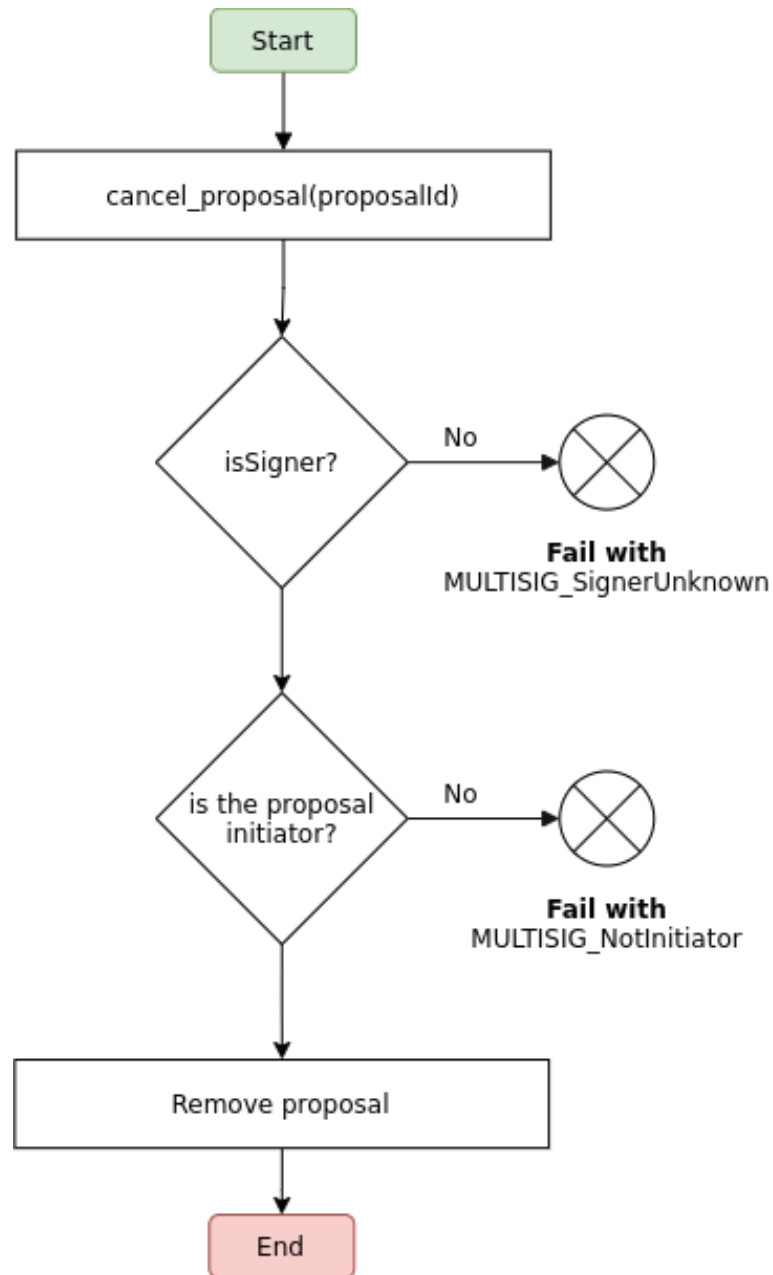 Start
cancel_proposal(proposalId)
isSigner?
No
Fail with
MULTISIG_SignerUnknown
is the proposal
initiator?
No
Fail with
MULTISIG_NotInitiator
Remove proposal
End